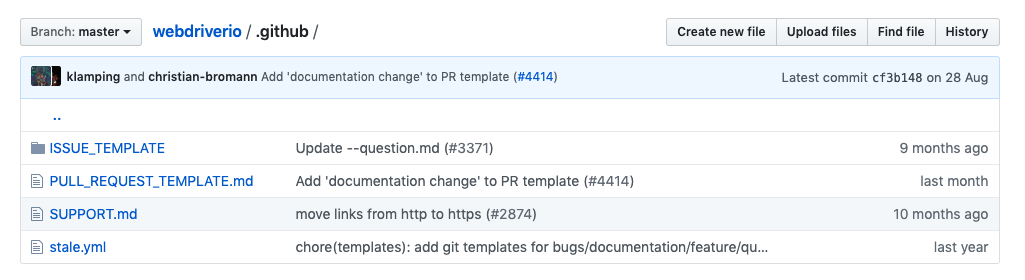 Branch: master webdriverio / .github / Create new file Upload files Find file History
klamping and christian-bromann Add 'documentation change' to PR template (#4414) Latest commit cf3b148 on 28 Aug
..
ISSUE_TEMPLATE Update --question.md (#3371) 9 months ago
PULL_REQUEST_TEMPLATE.md Add 'documentation change' to PR template (#4414) last month
SUPPORT.md move links from http to https (#2874) 10 months ago
stale.yml chore(templates): add git templates for bugs/documentation/feature/qu... last year